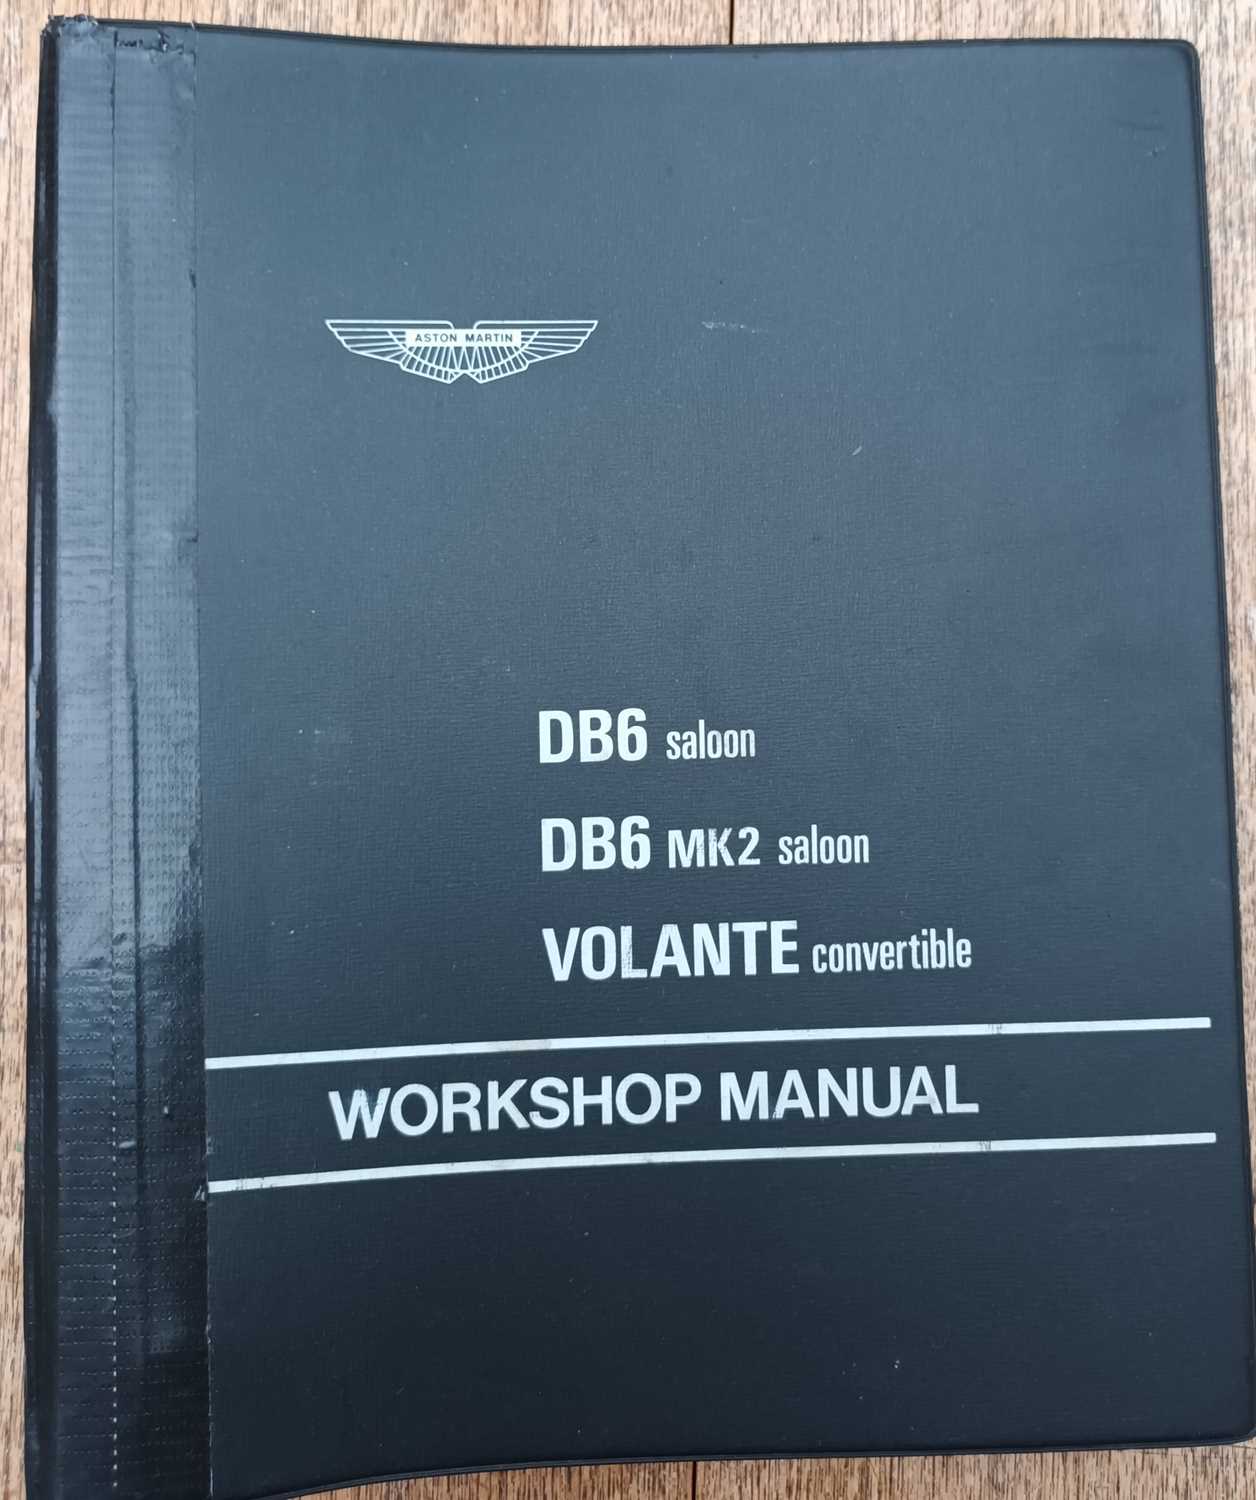 ASTON MARTIN
DB6 saloon
DB6 MK2 saloon
VOLANTE convertible
WORKSHOP MANUAL